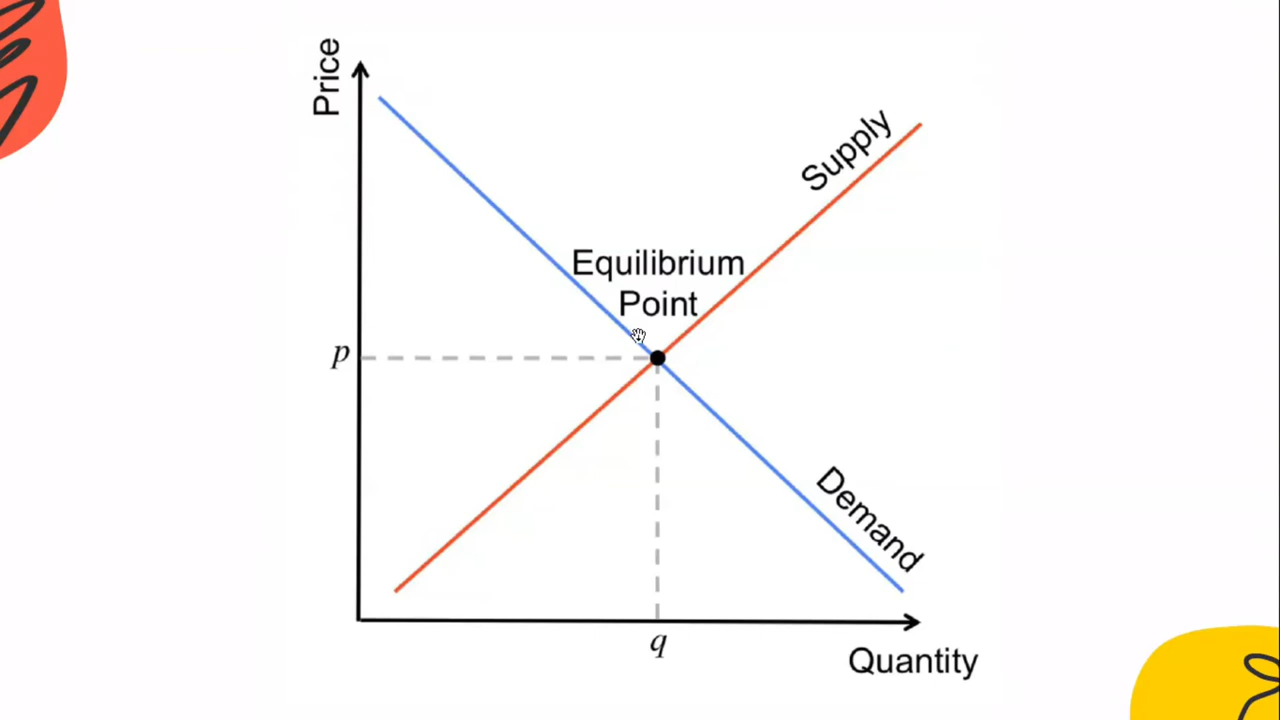 Price
Supply
Equilibrium
Point
p
Demand
q
Quantity